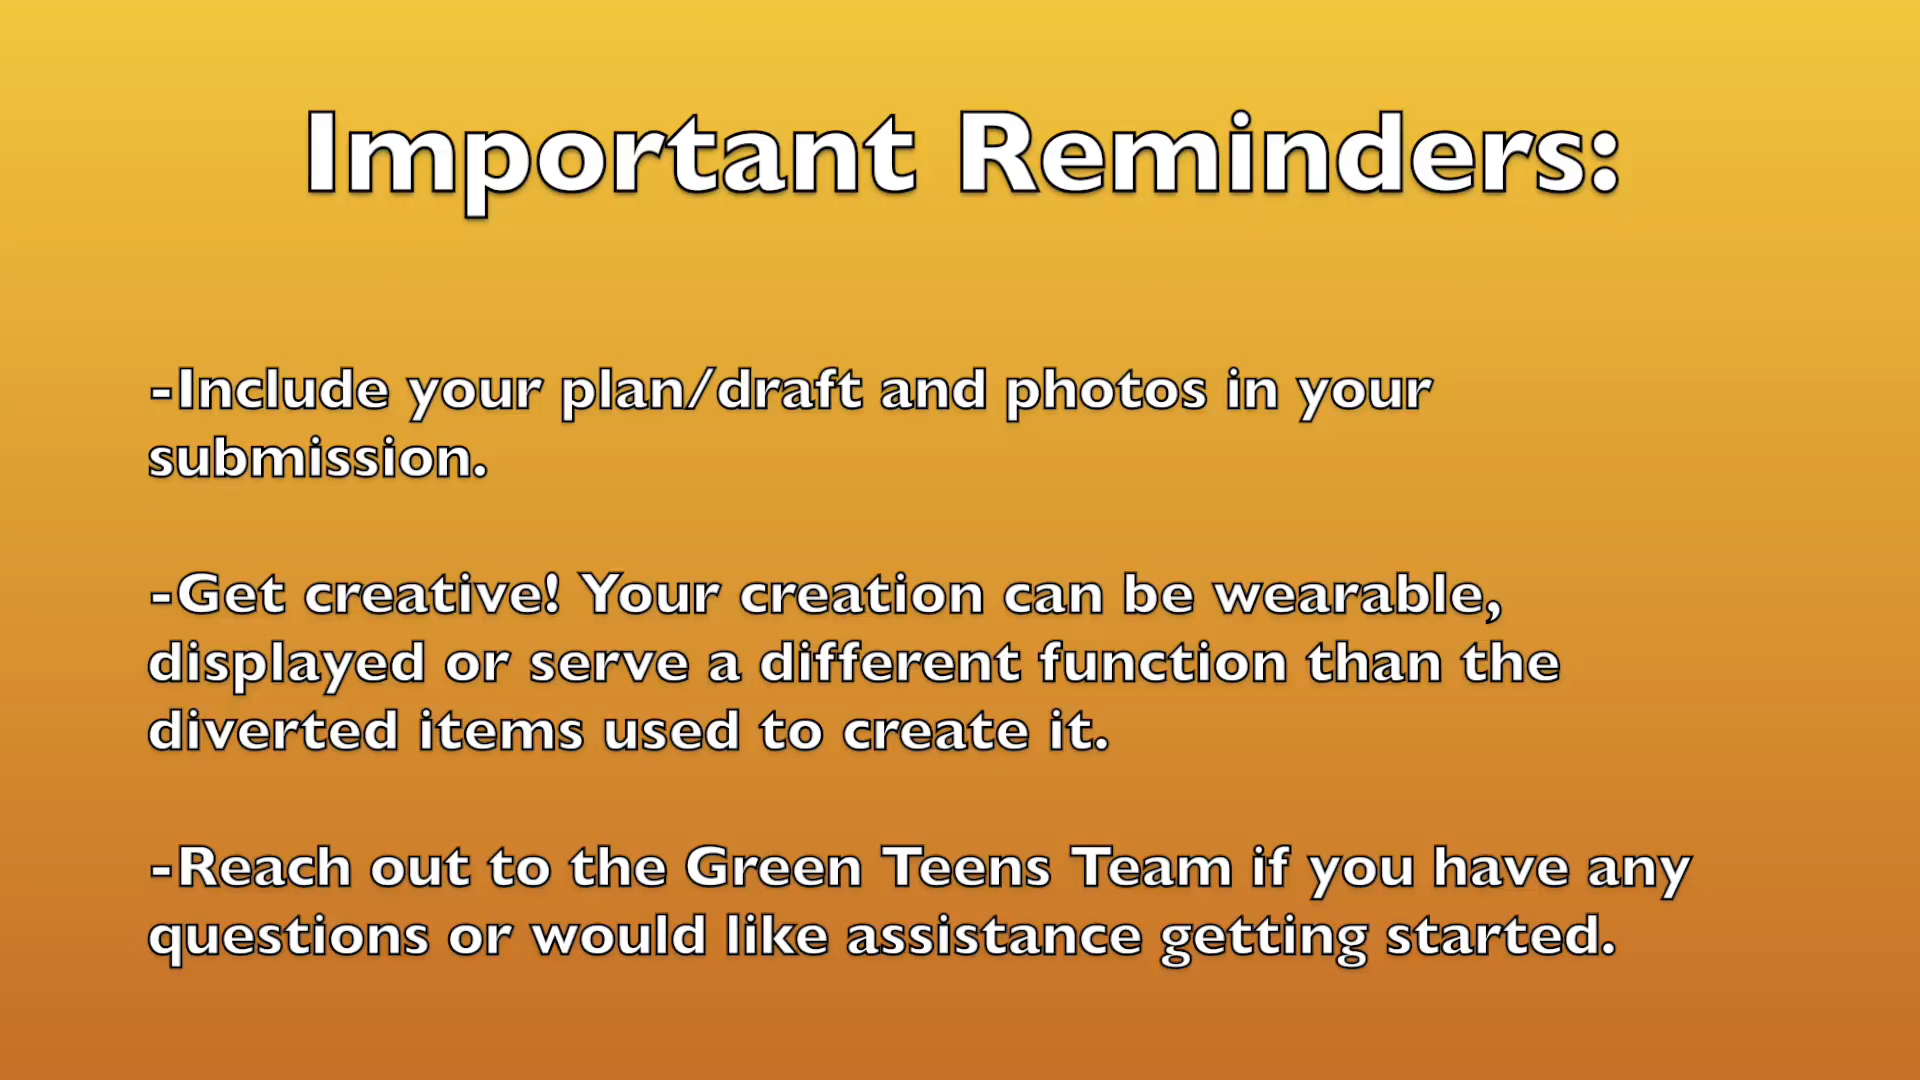 Important Reminders:
-Include your plan/draft and photos in your
submission.
-Get creative! Your creation can be wearable,
displayed or serve a different function than the
diverted items used to create it.
-Reach out to the Green Teens Team if you have any
questions or would like assistance getting started.